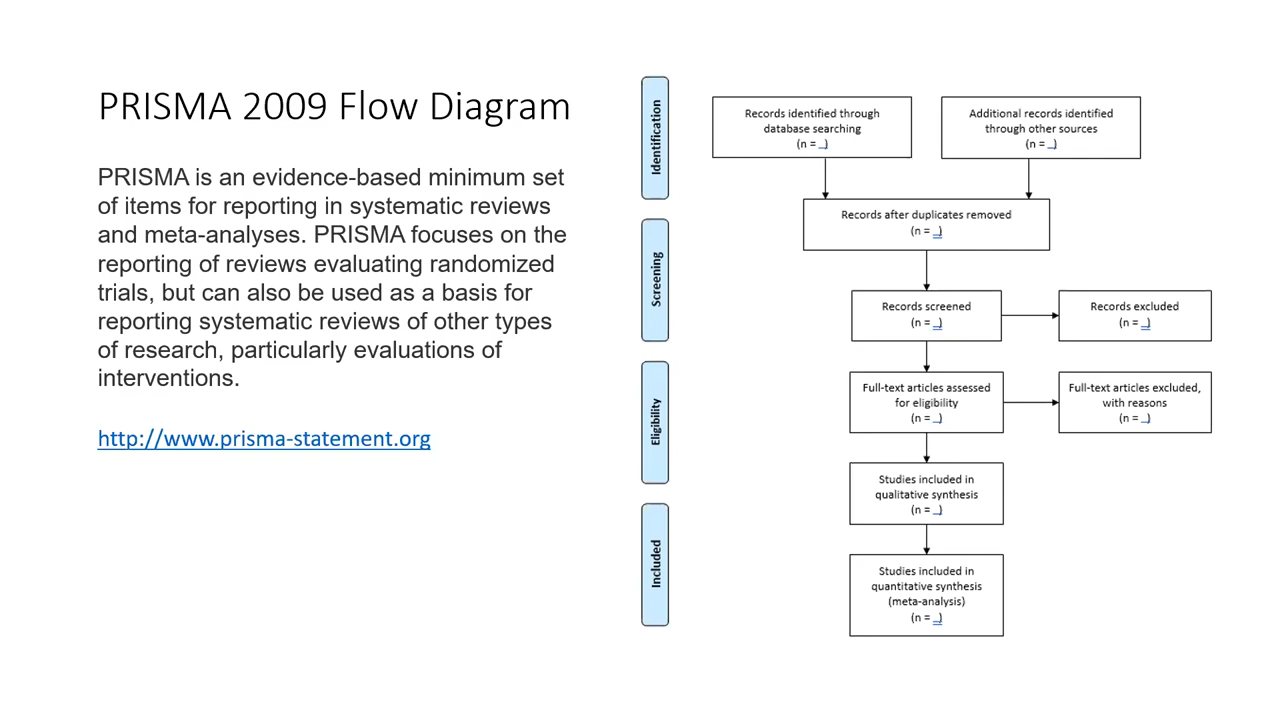 PRISMA 2009 Flow Diagram
PRISMA is an evidence-based minimum set
of items for reporting in systematic reviews
and meta-analyses. PRISMA focuses on the
reporting of reviews evaluating randomized
trials, but can also be used as a basis for
reporting systematic reviews of other types
of research, particularly evaluations of
interventions.
http://www.prisma-statement.org
Identification
Records identified through
database searching
(n = _)
Additional records identified
through other sources
(n = _)
Records after duplicates removed
(n = _)
Screening
Records screened
(n = _)
Records excluded
(n = _)
Eligibility
Full-text articles assessed
for eligibility
(n = _)
Full-text articles excluded,
with reasons
(n = _)
Studies included in
qualitative synthesis
(n = _)
Included
Studies included in
quantitative synthesis
(meta-analysis)
(n = _)